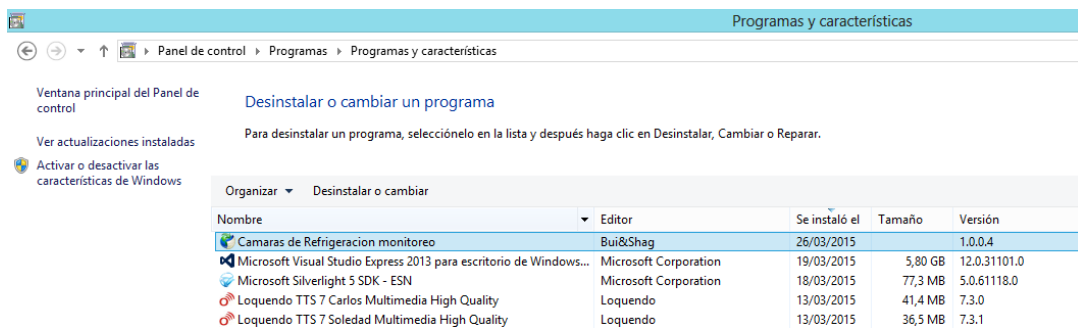 Programas y características
Panel de control Programas Programas y características
Ventana principal del Panel de
control
Ver actualizaciones instaladas
Activar o desactivar las
características de Windows
Desinstalar o cambiar un programa
Para desinstalar un programa, selecciónelo en la lista y después haga clic en Desinstalar, Cambiar o Reparar.
Organizar Desinstalar o cambiar
Nombre Editor Se instaló el Tamaño Versión
Camaras de Refrigeracion monitoreo Bui&Shag 26/03/2015 1.0.0.4
Microsoft Visual Studio Express 2013 para escritorio de Windows... Microsoft Corporation 19/03/2015 5,80 GB 12.0.31101.0
Microsoft Silverlight 5 SDK - ESN Microsoft Corporation 18/03/2015 77,3 MB 5.0.61118.0
Loquendo TTS 7 Carlos Multimedia High Quality Loquendo 13/03/2015 41,4 MB 7.3.0
Loquendo TTS 7 Soledad Multimedia High Quality Loquendo 13/03/2015 36,5 MB 7.3.1